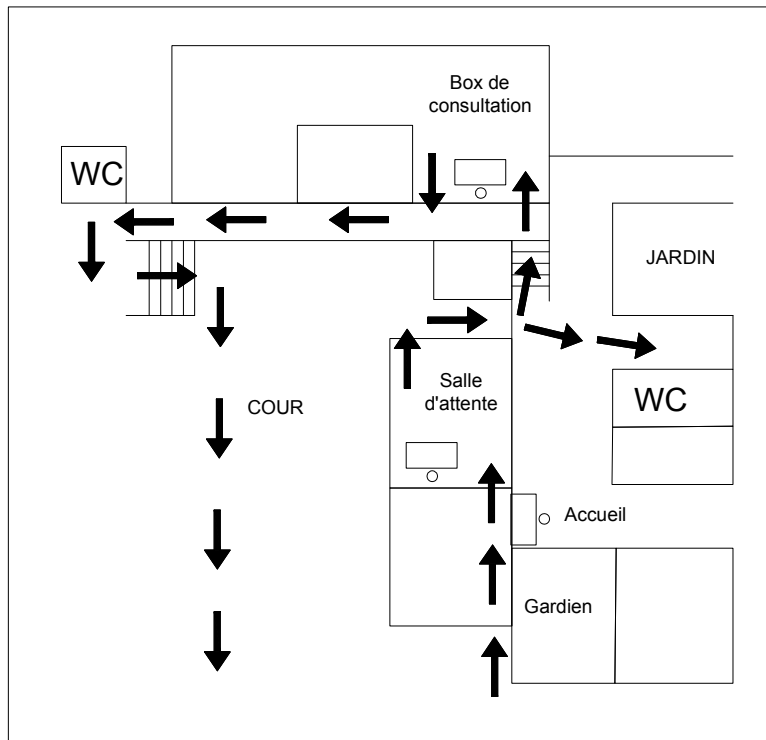 Box de
consultation
WC
JARDIN
Salle
d'attente
WC
COUR
Accueil
Gardien